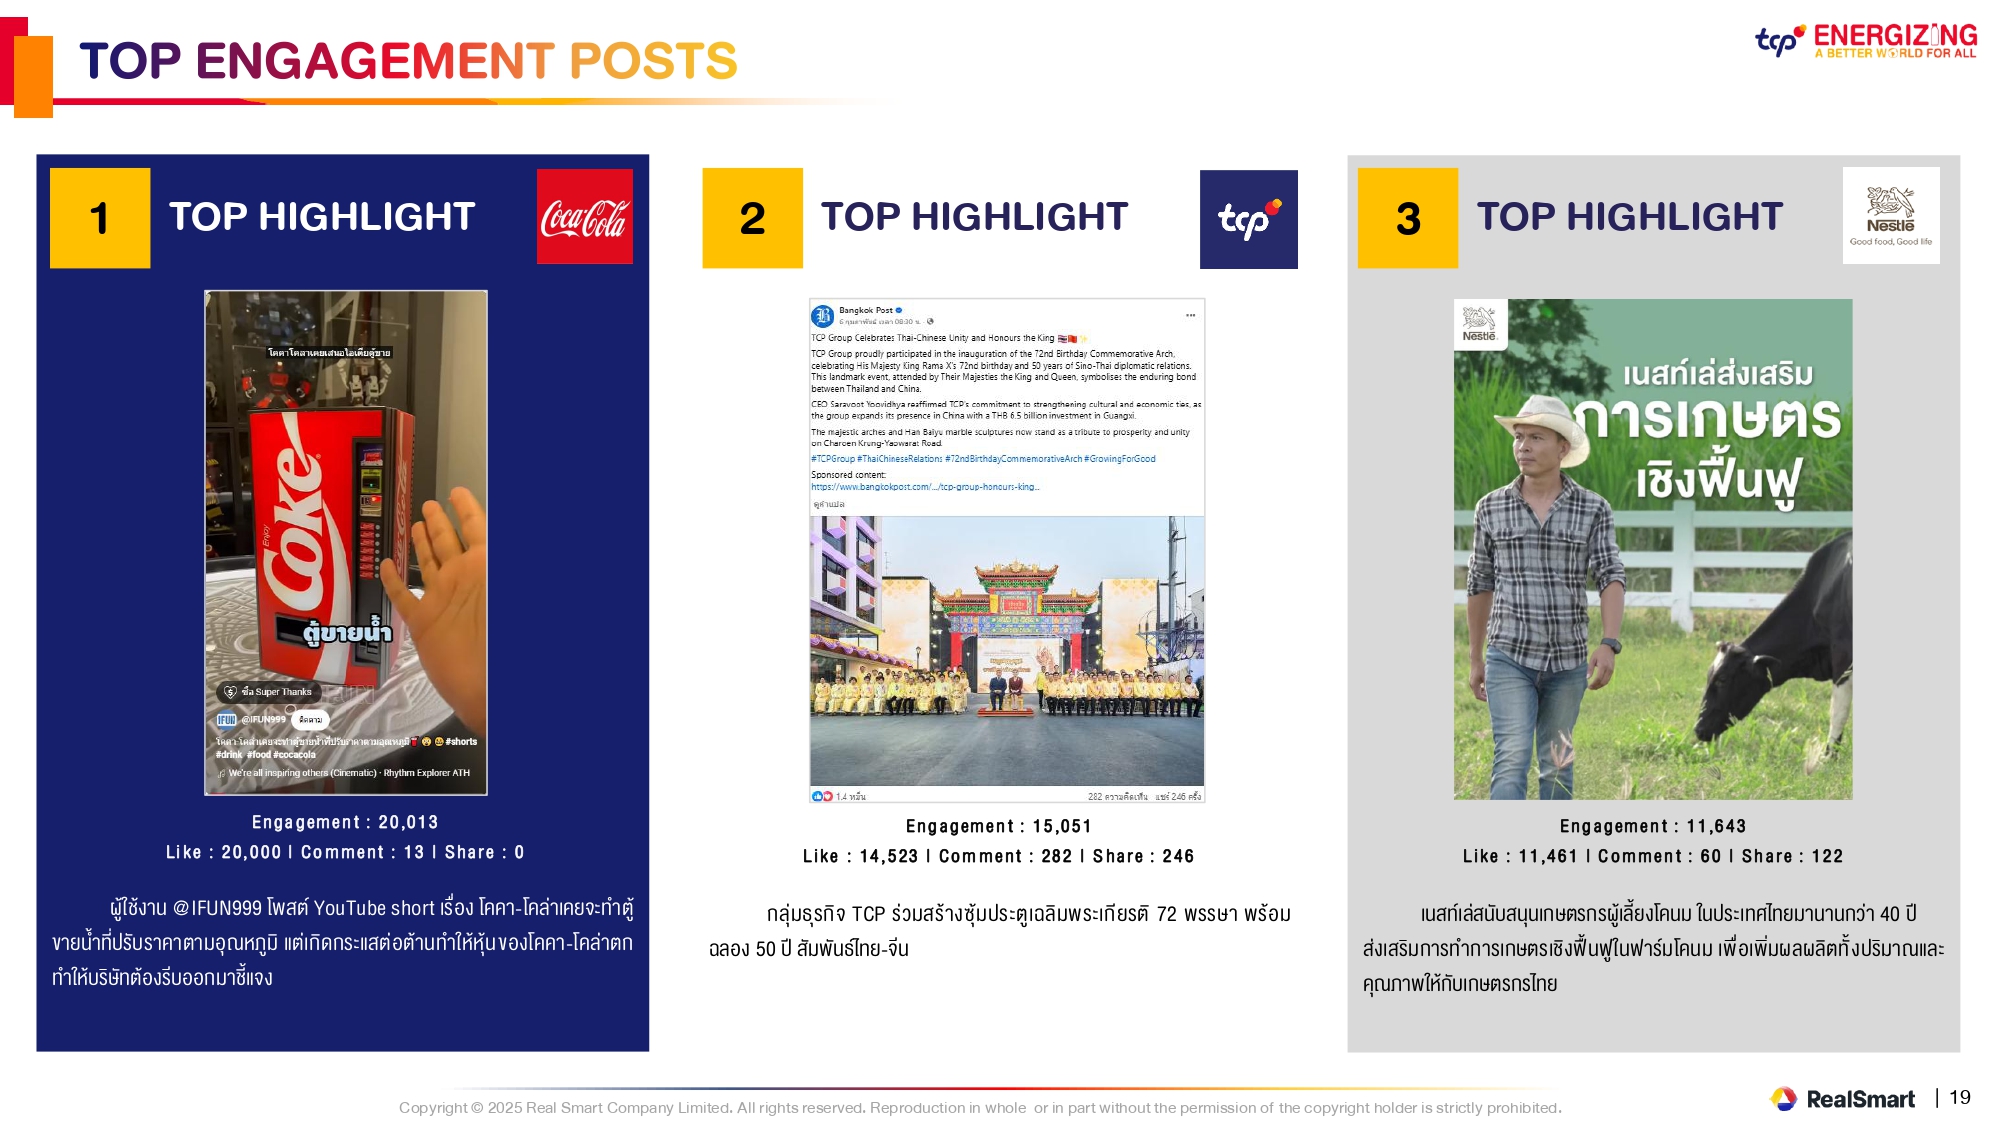 TOP ENGAGEMENT POSTS
tcp ENERGIZING
A BETTER WORLD FOR ALL
1
TOP HIGHLIGHT
Coca-Cola
โคคาโคลาเคยเสนอไอเดียตู้ขาย
Enjoy
Coke
ตู้ขายน้ำ
ซื้อ Super Thanks
IFUN @IFUN999 ติดตาม
โคคา-โคล่าเคยจะทำตู้ขายน้ำที่ปรับราคาตามอุณหภูมิ #shorts
#drink #food #cocacola
We're all inspiring others (Cinematic) · Rhythm Explorer ATH
Engagement : 20,013
Like : 20,000 | Comment : 13 | Share : 0
ผู้ใช้งาน @IFUN999 โพสต์ YouTube short เรื่อง โคคา-โคล่าเคยจะทำตู้
ขายน้ำที่ปรับราคาตามอุณหภูมิ แต่เกิดกระแสต่อต้านทำให้หุ้นของโคคา-โคล่าตก
ทำให้บริษัทต้องรีบออกมาชี้แจง
2
TOP HIGHLIGHT
tcp
Bangkok Post
6 กุมภาพันธ์ เวลา 08:30 น. ·
TCP Group Celebrates Thai-Chinese Unity and Honours the King
TCP Group proudly participated in the inauguration of the 72nd Birthday Commemorative Arch,
celebrating His Majesty King Rama X's 72nd birthday and 50 years of Sino-Thai diplomatic relations.
This landmark event, attended by Their Majesties the King and Queen, symbolises the enduring bond
between Thailand and China.
CEO Saravoot Yoovidhya reaffirmed TCP's commitment to strengthening cultural and economic ties, as
the group expands its presence in China with a THB 6.5 billion investment in Guangxi.
The majestic arches and Han Baiyu marble sculptures now stand as a tribute to prosperity and unity
on Charoen Krung-Yaowarat Road.
#TCPGroup #ThaiChineseRelations #72ndBirthdayCommemorativeArch #GrowingForGood
Sponsored content:
https://www.bangkokpost.com/.../tcp-group-honours-king...
ดูคำแปล
1.4 หมื่น 282 ความคิดเห็น แชร์ 246 ครั้ง
Engagement : 15,051
Like : 14,523 | Comment : 282 | Share : 246
กลุ่มธุรกิจ TCP ร่วมสร้างซุ้มประตูเฉลิมพระเกียรติ 72 พรรษา พร้อม
ฉลอง 50 ปี สัมพันธ์ไทย-จีน
3
TOP HIGHLIGHT
Nestlé
Good food, Good life
Nestlé
เนสท์เล่ส่งเสริม
การเกษตร
เชิงฟื้นฟู
Engagement : 11,643
Like : 11,461 | Comment : 60 | Share : 122
เนสท์เล่สนับสนุนเกษตรกรผู้เลี้ยงโคนม ในประเทศไทยมานานกว่า 40 ปี
ส่งเสริมการทำการเกษตรเชิงฟื้นฟูในฟาร์มโคนม เพื่อเพิ่มผลผลิตทั้งปริมาณและ
คุณภาพให้กับเกษตรกรไทย
Copyright © 2025 Real Smart Company Limited. All rights reserved. Reproduction in whole or in part without the permission of the copyright holder is strictly prohibited.
RealSmart | 19